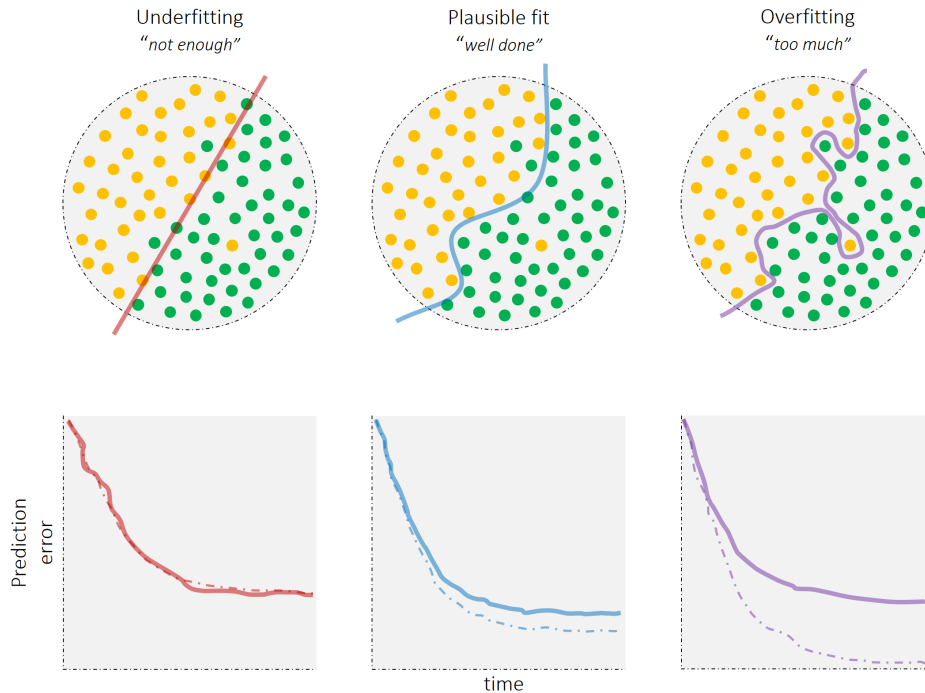 Underfitting
“not enough”
Plausible fit
“well done”
Overfitting
“too much”
Prediction
error
time